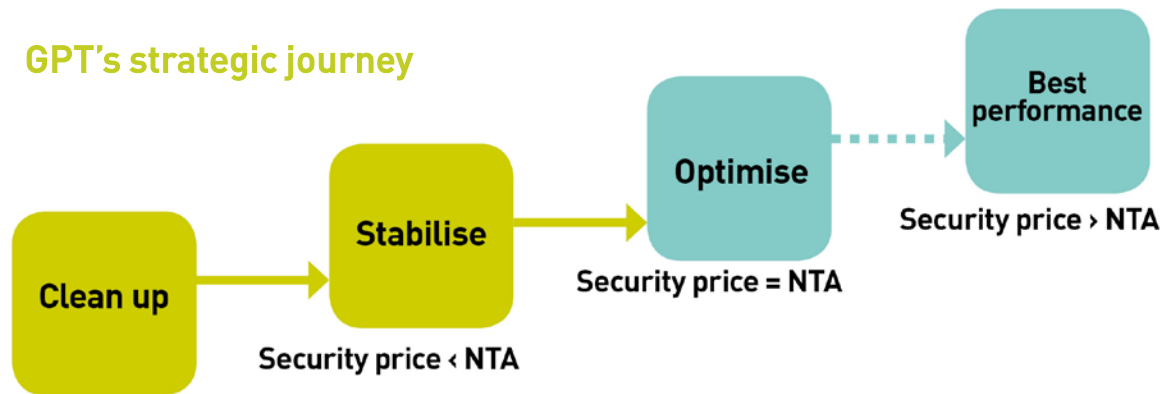 GPT’s strategic journey
Clean up
Stabilise
Security price ‹ NTA
Optimise
Security price = NTA
Best
performance
Security price › NTA